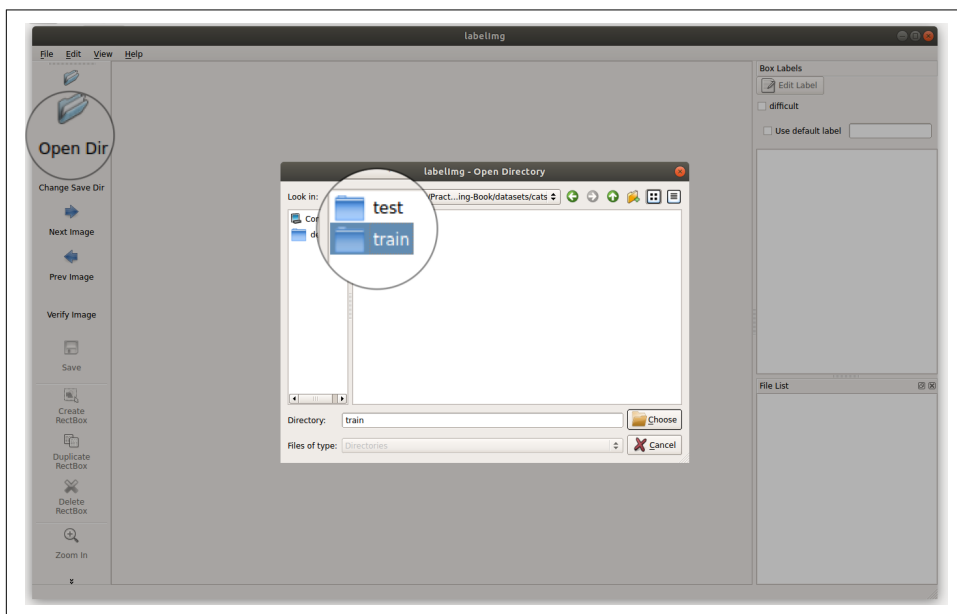 labelImg
File Edit View Help
Open Dir
Change Save Dir
Next Image
Prev Image
Verify Image
Save
Create
RectBox
Duplicate
RectBox
Delete
RectBox
Zoom In
labelImg - Open Directory
Look in:
/Pract...ing-Book/datasets/cats
test
train
Directory: train
Choose
Files of type: Directories
Cancel
Box Labels
Edit Label
difficult
Use default label
File List